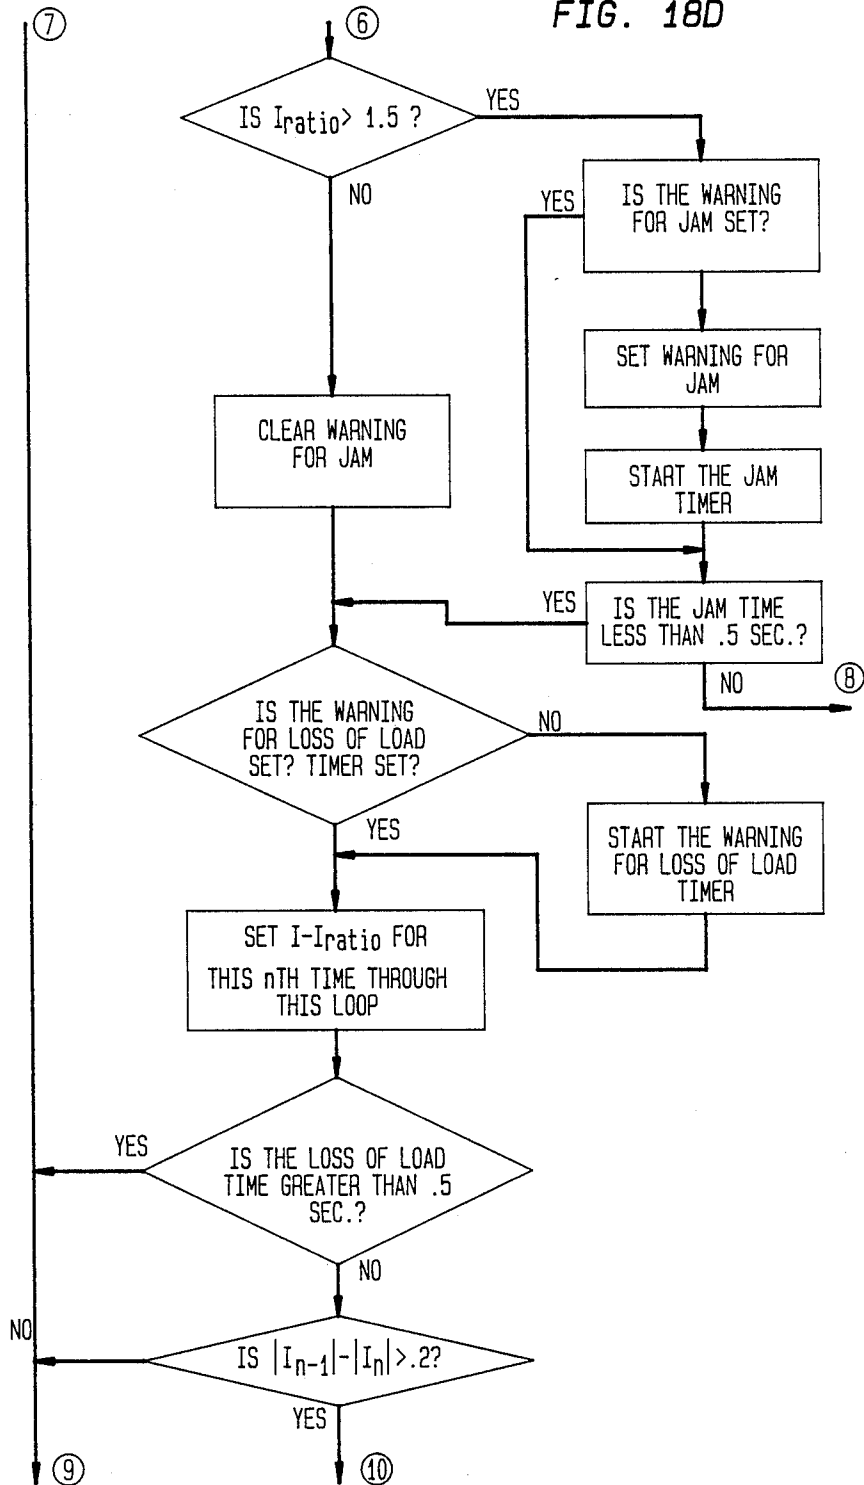 FIG. 18D
7
6
IS Iratio> 1.5 ?
YES
NO
IS THE WARNING
FOR JAM SET?
YES
SET WARNING FOR
JAM
CLEAR WARNING
FOR JAM
START THE JAM
TIMER
IS THE JAM TIME
LESS THAN .5 SEC.?
YES
NO
8
IS THE WARNING
FOR LOSS OF LOAD
SET? TIMER SET?
NO
YES
START THE WARNING
FOR LOSS OF LOAD
TIMER
SET I-Iratio FOR
THIS nTH TIME THROUGH
THIS LOOP
YES
IS THE LOSS OF LOAD
TIME GREATER THAN .5
SEC.?
NO
NO
IS |In-1|-|In|>.2?
YES
9
10